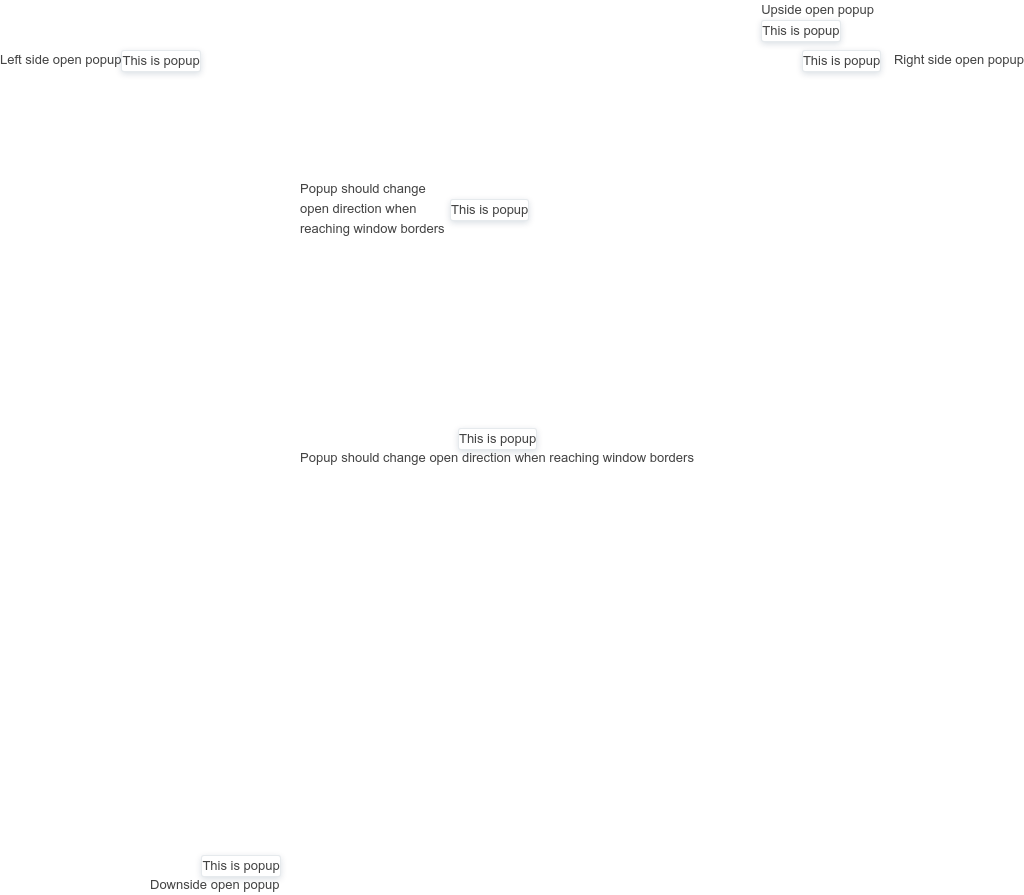 Upside open popup
This is popup
Left side open popup
This is popup
This is popup
Right side open popup
Popup should change
open direction when
reaching window borders
This is popup
This is popup
Popup should change open direction when reaching window borders
This is popup
Downside open popup